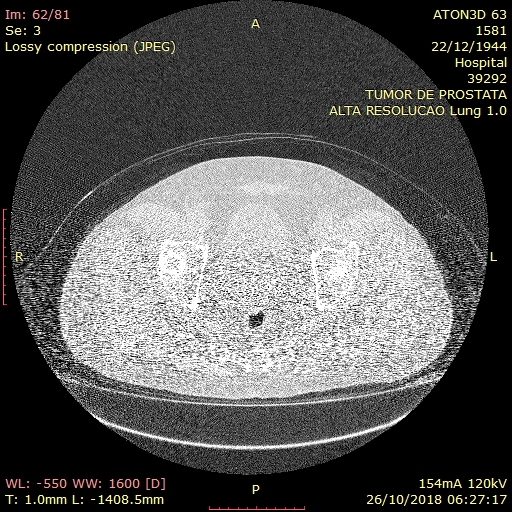 Im: 62/81
Se: 3
Lossy compression (JPEG)
A
ATON3D 63
1581
22/12/1944
Hospital
39292
TUMOR DE PROSTATA
ALTA RESOLUCAO Lung 1.0
R
L
WL: -550 WW: 1600 [D]
T: 1.0mm L: -1408.5mm
P
154mA 120kV
26/10/2018 06:27:17